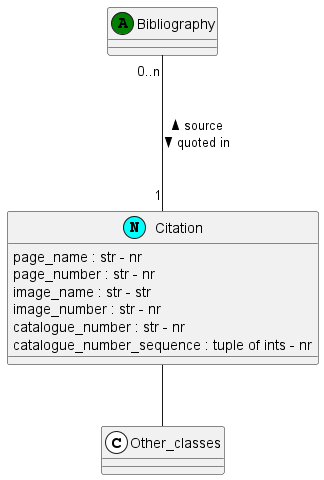 A Bibliography
0..n
▲ source
▼ quoted in
1
N Citation
page_name : str - nr
page_number : str - nr
image_name : str - str
image_number : str - nr
catalogue_number : str - nr
catalogue_number_sequence : tuple of ints - nr
C Other_classes